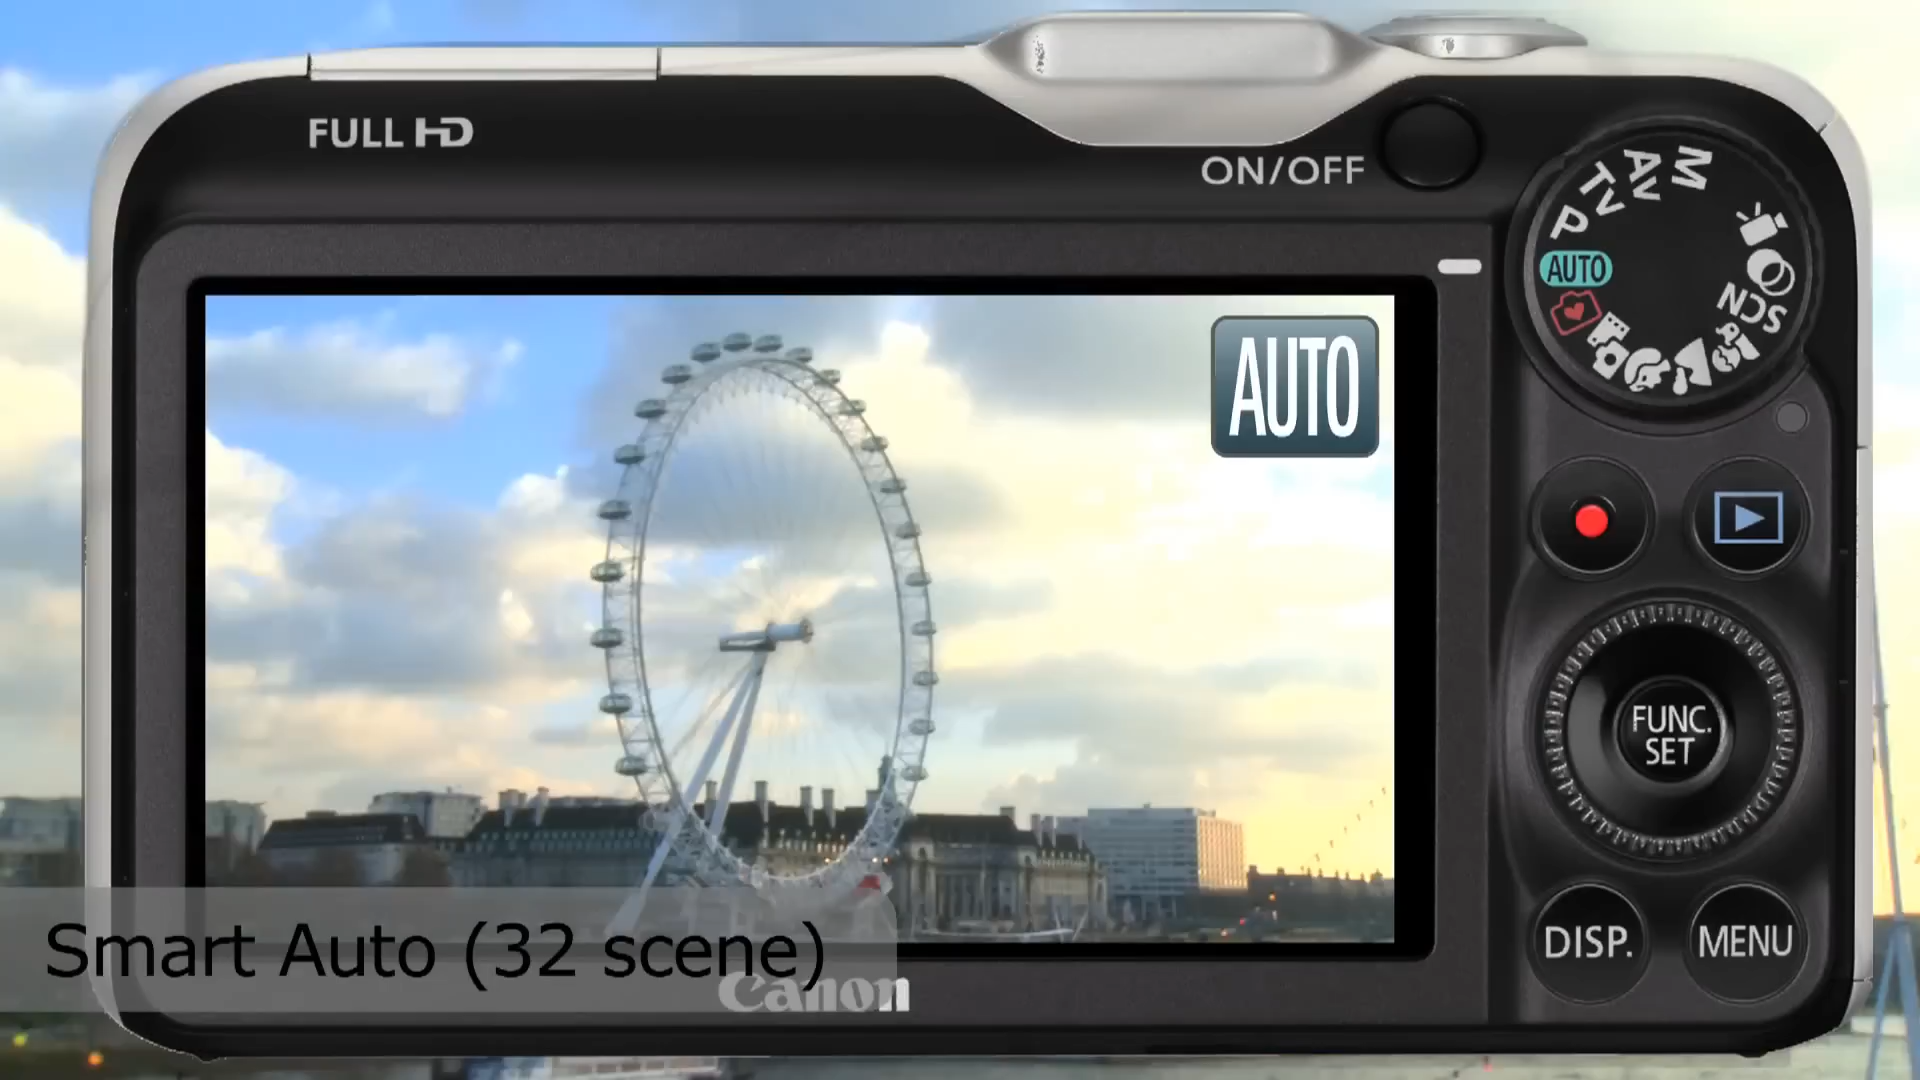 FULL HD
ON/OFF
M
Av
Tv
P
AUTO
SCN
AUTO
FUNC.
SET
DISP.
MENU
Smart Auto (32 scene)
Canon